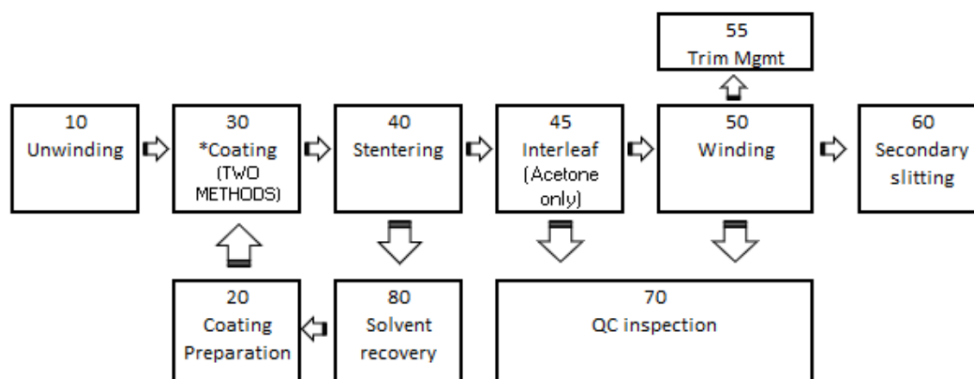 55
Trim Mgmt
10
Unwinding
30
*Coating
(TWO
METHODS)
40
Stentering
45
Interleaf
(Acetone
only)
50
Winding
60
Secondary
slitting
20
Coating
Preparation
80
Solvent
recovery
70
QC inspection